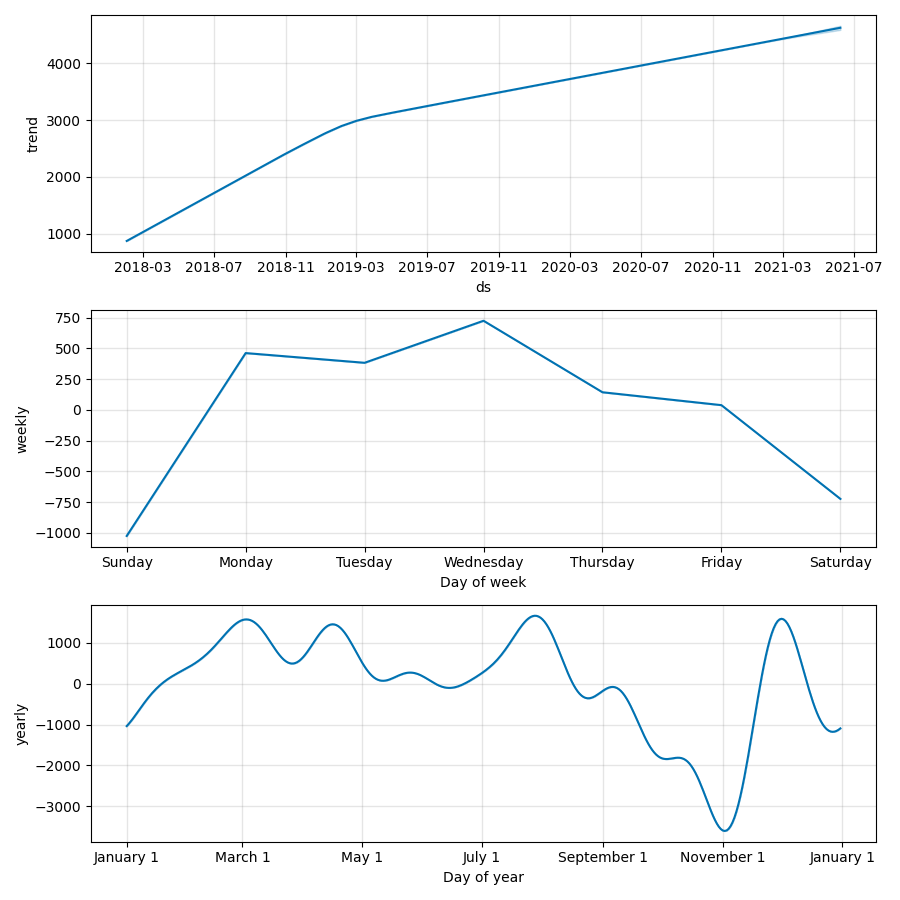 4000
3000
2000
1000
trend
2018-03 2018-07 2018-11 2019-03 2019-07 2019-11 2020-03 2020-07 2020-11 2021-03 2021-07
ds
750
500
250
0
−250
−500
−750
−1000
weekly
Sunday Monday Tuesday Wednesday Thursday Friday Saturday
Day of week
1000
0
−1000
−2000
−3000
yearly
January 1 March 1 May 1 July 1 September 1 November 1 January 1
Day of year